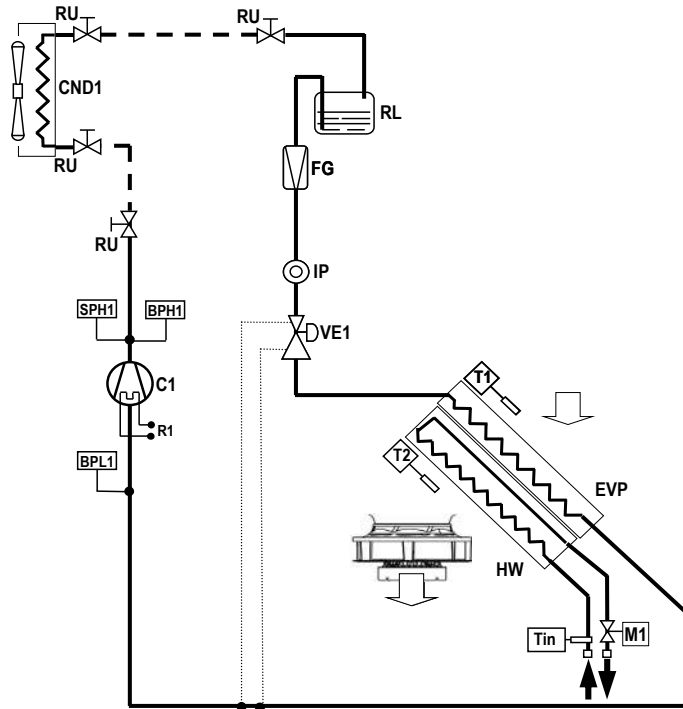 RU
RU
CND1
RL
RU
FG
RU
IP
SPH1
BPH1
VE1
C1
T1
R1
T2
BPL1
EVP
HW
Tin
M1